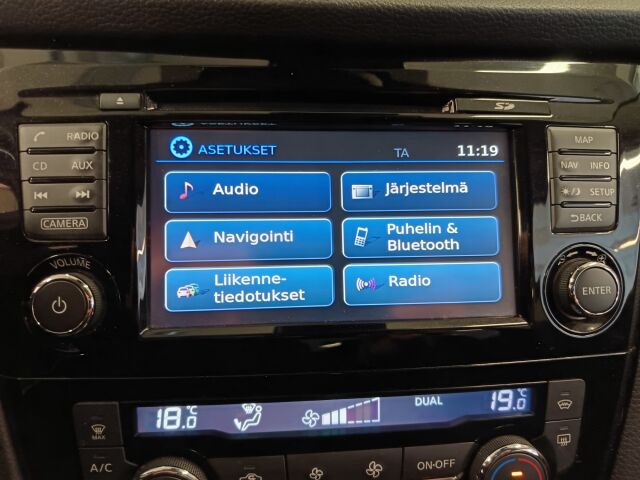 SD
RADIO
CD AUX
CAMERA
VOLUME
ASETUKSET TA 11:19
Audio
Järjestelmä
Navigointi
Puhelin &
Bluetooth
Liikenne-
tiedotukset
Radio
MAP
NAV INFO
SETUP
BACK
ENTER
18.0 °C
DUAL
19.0 °C
MAX
A/C
ON·OFF